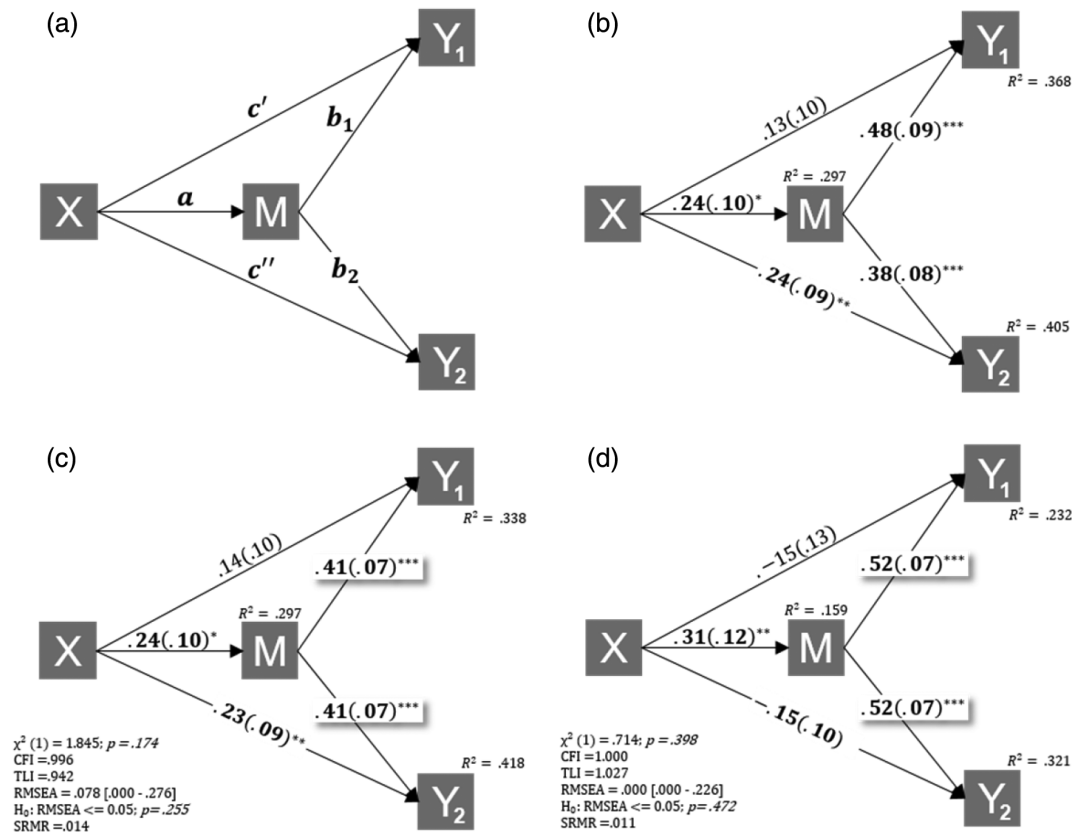 (a)
Y1
c′
b1
X
a
M
c′′
b2
Y2
(b)
Y1
R² = .368
.13(.10)
.48(.09)***
R² = .297
X
.24(.10)*
M
.24(.09)**
.38(.08)***
R² = .405
Y2
(c)
Y1
R² = .338
.14(.10)
.41(.07)***
R² = .297
X
.24(.10)*
M
.23(.09)**
.41(.07)***
χ² (1) = 1.845; p = .174
CFI =.996
TLI =.942
RMSEA = .078 [.000 - .276]
H₀: RMSEA <= 0.05; p= .255
SRMR =.014
R² = .418
Y2
(d)
Y1
R² = .232
.−15(.13)
.52(.07)***
R² = .159
X
.31(.12)**
M
−.15(.10)
.52(.07)***
χ² (1) = .714; p = .398
CFI =1.000
TLI =1.027
RMSEA = .000 [.000 - .226]
H₀: RMSEA <= 0.05; p= .472
SRMR =.011
R² = .321
Y2